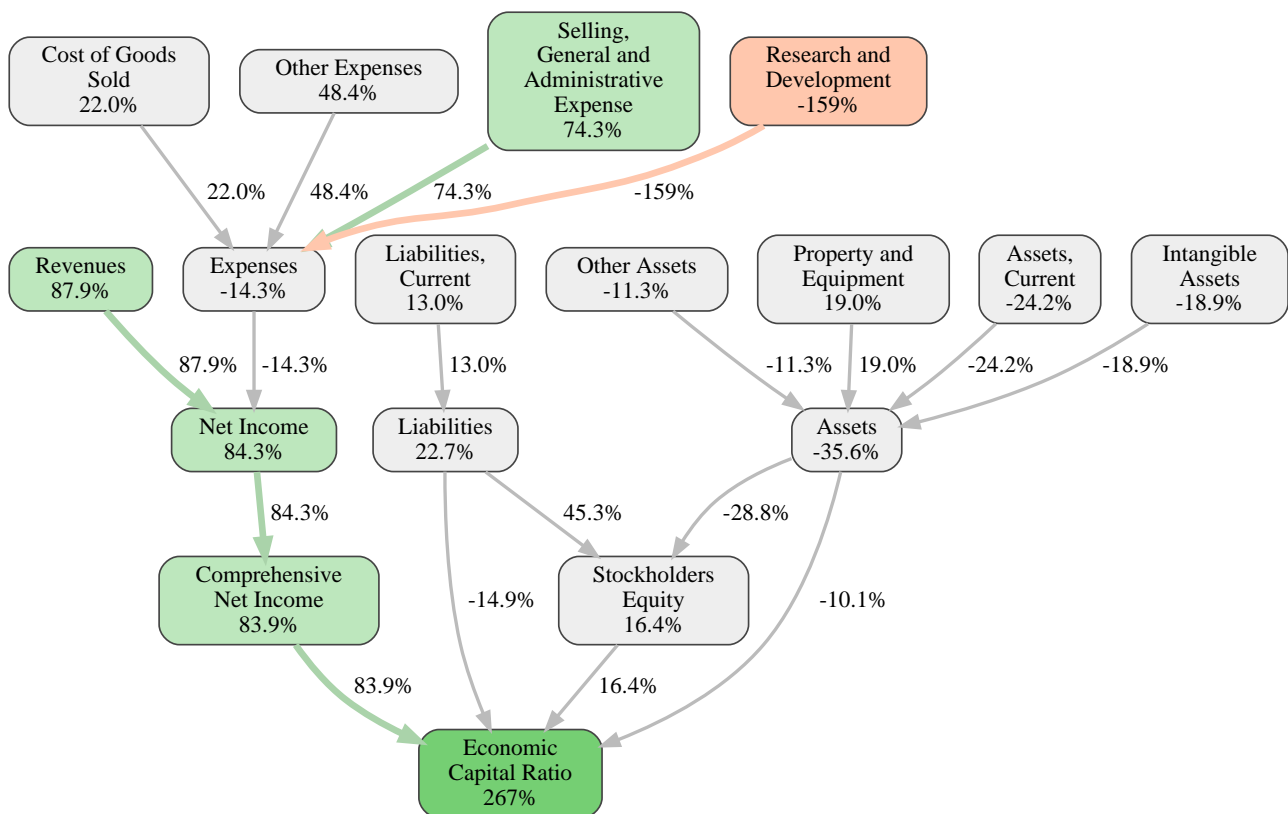 Cost of Goods
Sold
22.0%
Other Expenses
48.4%
Selling,
General and
Administrative
Expense
74.3%
Research and
Development
-159%
22.0%
48.4%
74.3%
-159%
Revenues
87.9%
Expenses
-14.3%
Liabilities,
Current
13.0%
Other Assets
-11.3%
Property and
Equipment
19.0%
Assets,
Current
-24.2%
Intangible
Assets
-18.9%
87.9%
-14.3%
13.0%
-11.3%
19.0%
-24.2%
-18.9%
Net Income
84.3%
Liabilities
22.7%
Assets
-35.6%
84.3%
45.3%
-28.8%
Comprehensive
Net Income
83.9%
-14.9%
Stockholders
Equity
16.4%
-10.1%
83.9%
16.4%
Economic
Capital Ratio
267%